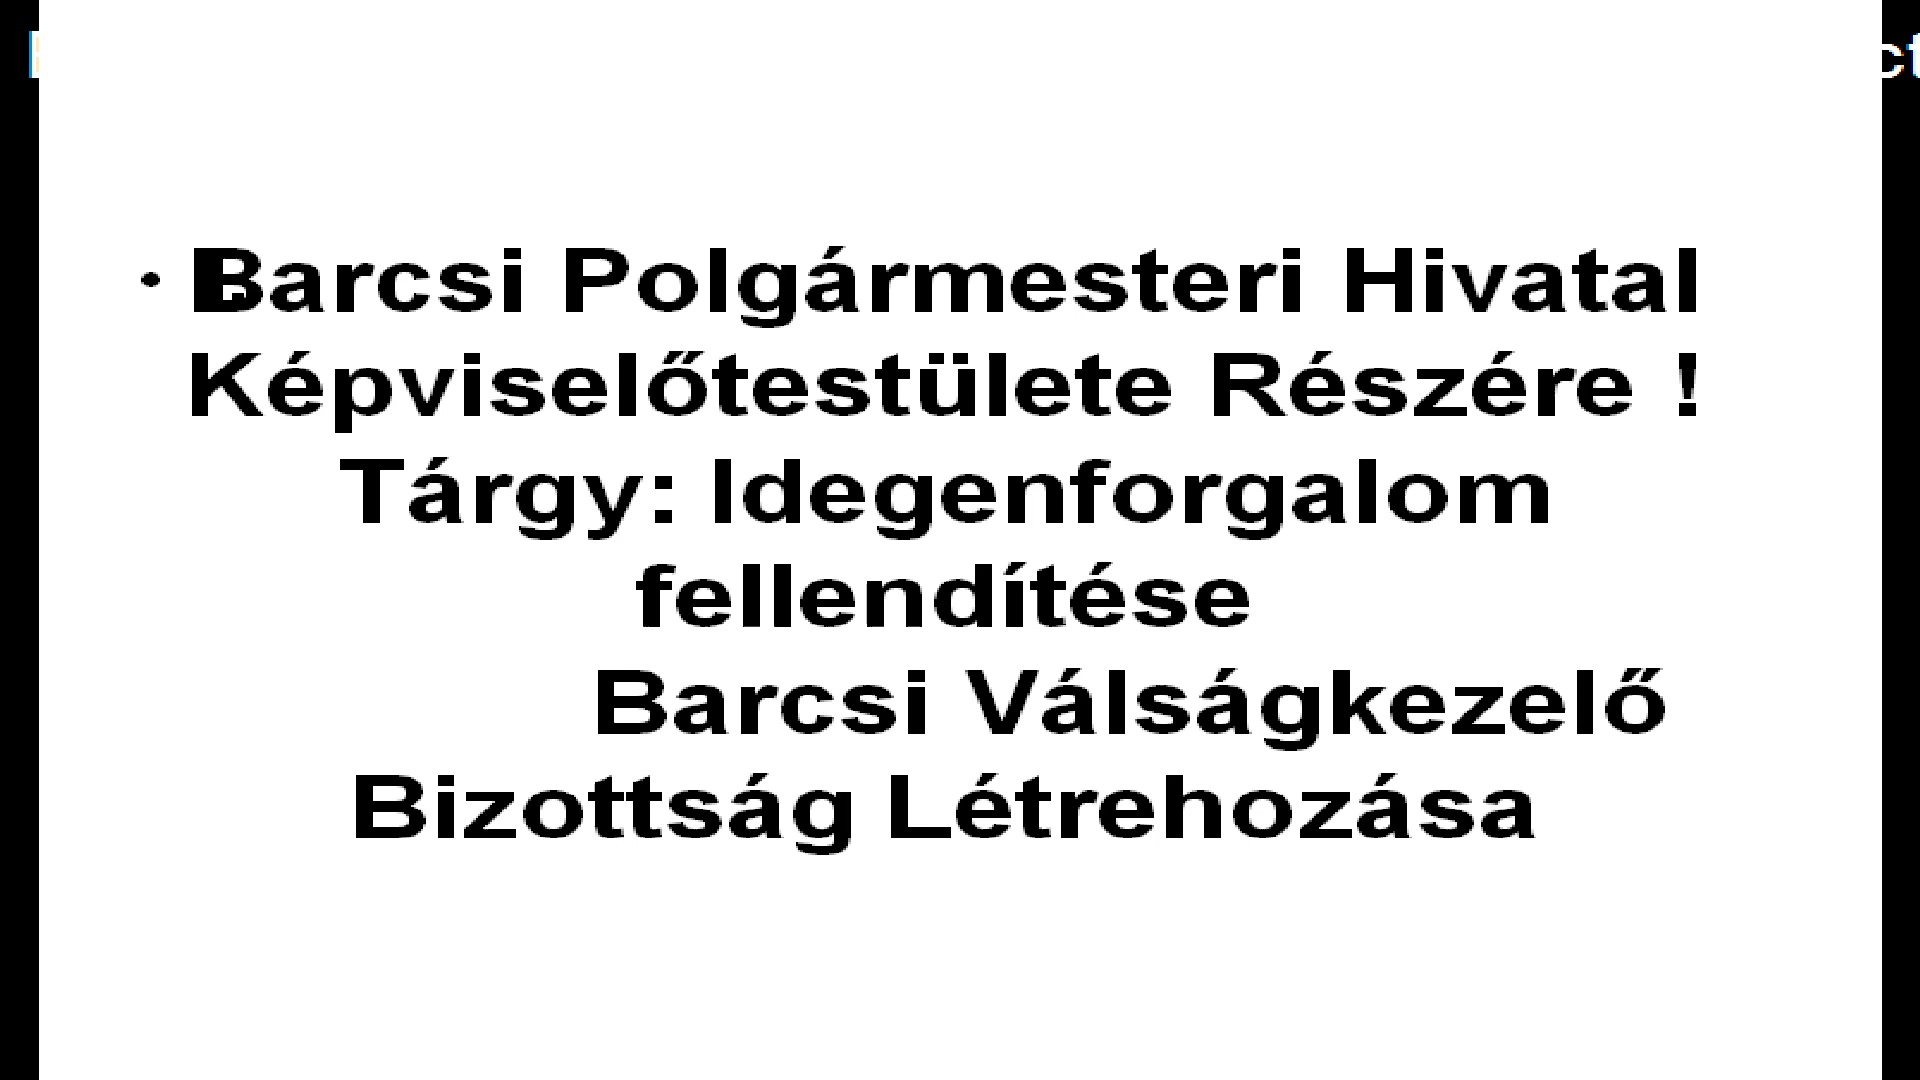 · Barcsi Polgármesteri Hivatal
Képviselőtestülete Részére !
Tárgy: Idegenforgalom
fellendítése
Barcsi Válságkezelő
Bizottság Létrehozása